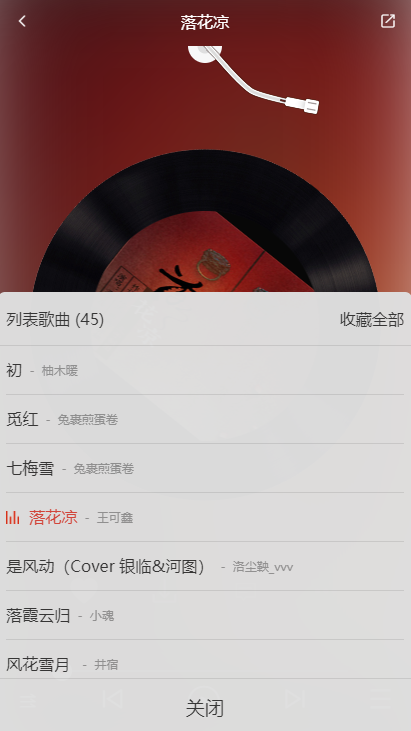 落花凉
列表歌曲 (45) 收藏全部
初 - 柚木暖
觅红 - 兔裹煎蛋卷
七梅雪 - 兔裹煎蛋卷
落花凉 - 王可鑫
是风动（Cover 银临&河图） - 洛尘鞅_vvv
落霞云归 - 小魂
风花雪月 - 井宿
关闭